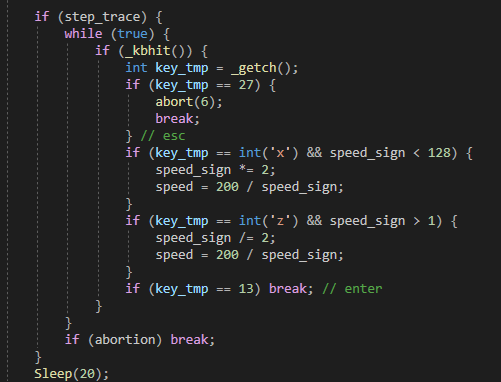 if (step_trace) {
while (true) {
if (_kbhit()) {
int key_tmp = _getch();
if (key_tmp == 27) {
abort(6);
break;
} // esc
if (key_tmp == int('x') && speed_sign < 128) {
speed_sign *= 2;
speed = 200 / speed_sign;
}
if (key_tmp == int('z') && speed_sign > 1) {
speed_sign /= 2;
speed = 200 / speed_sign;
}
if (key_tmp == 13) break; // enter
}
}
if (abortion) break;
}
Sleep(20);